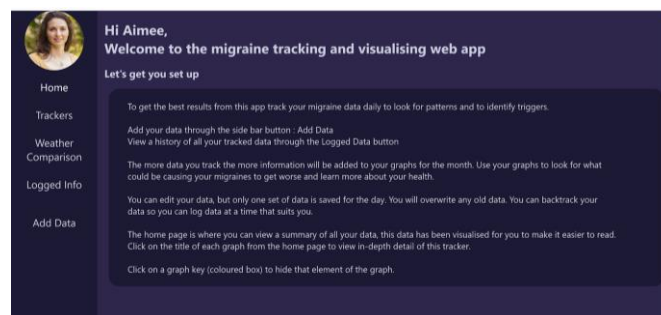 Hi Aimee,
Welcome to the migraine tracking and visualising web app
Let's get you set up
Home
Trackers
Weather
Comparison
Logged Info
Add Data
To get the best results from this app track your migraine data daily to look for patterns and to identify triggers.
Add your data through the side bar button : Add Data
View a history of all your tracked data through the Logged Data button
The more data you track the more information will be added to your graphs for the month. Use your graphs to look for what
could be causing your migraines to get worse and learn more about your health.
You can edit your data, but only one set of data is saved for the day. You will overwrite any old data. You can backtrack your
data so you can log data at a time that suits you.
The home page is where you can view a summary of all your data, this data has been visualised for you to make it easier to read.
Click on the title of each graph from the home page to view in-depth detail of this tracker.
Click on a graph key (coloured box) to hide that element of the graph.